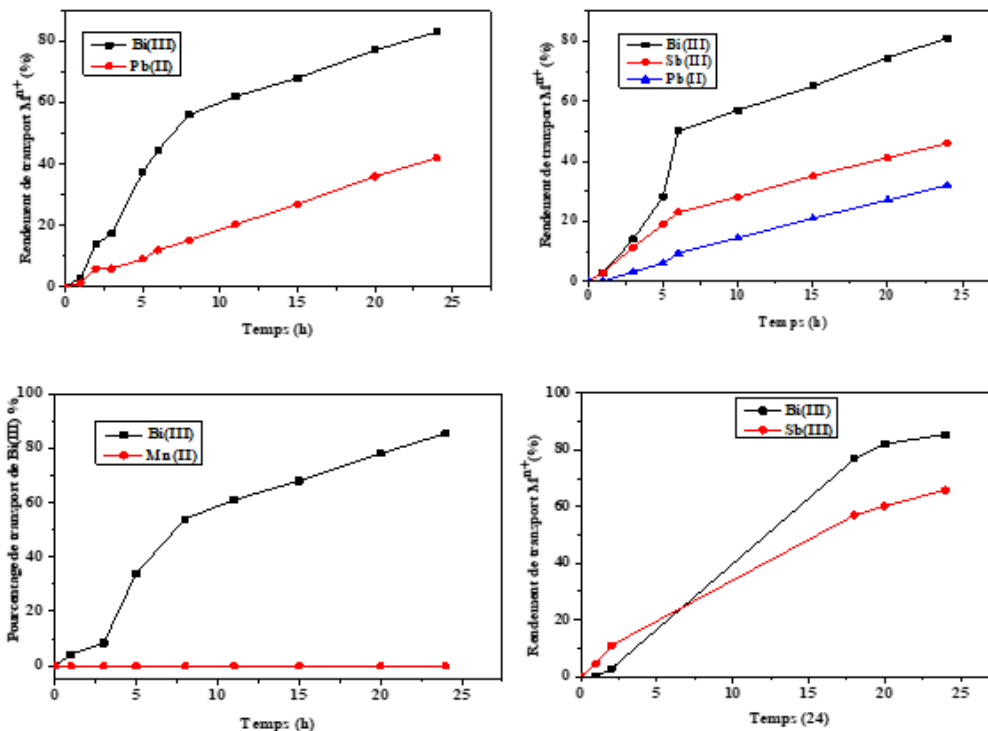 Rendement de transport Mn+ (%)
80
60
40
20
0
Bi(III)
Pb(II)
0 5 10 15 20 25
Temps (h)
Rendement de transport Mn+ (%)
80
60
40
20
0
Bi(III)
Sb(III)
Pb(II)
0 5 10 15 20 25
Temps (h)
Pourcentage de transport de Bi(III) %
100
80
60
40
20
0
Bi(III)
Mn(II)
0 5 10 15 20 25
Temps (h)
Rendement de transport Mn+ (%)
100
80
60
40
20
0
Bi(III)
Sb(III)
0 5 10 15 20 25
Temps (24)